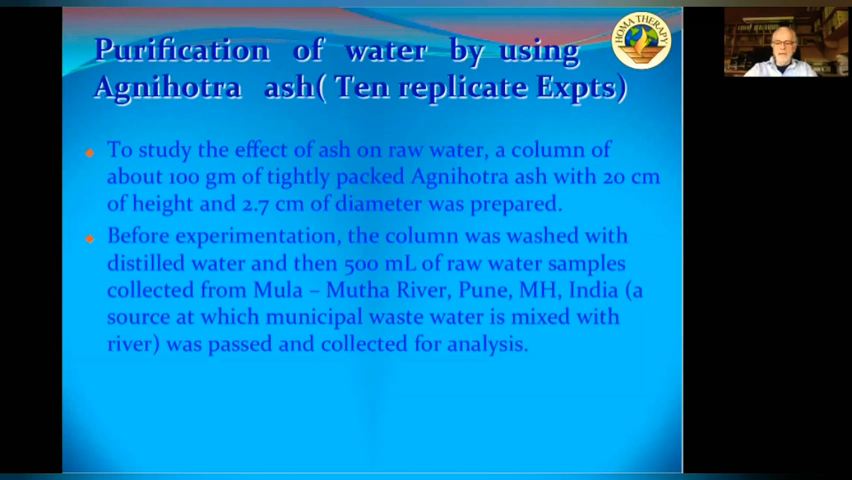 Purification of water by using
Agnihotra ash( Ten replicate Expts)
HOMA THERAPY
To study the effect of ash on raw water, a column of
about 100 gm of tightly packed Agnihotra ash with 20 cm
of height and 2.7 cm of diameter was prepared.
Before experimentation, the column was washed with
distilled water and then 500 mL of raw water samples
collected from Mula – Mutha River, Pune, MH, India (a
source at which municipal waste water is mixed with
river) was passed and collected for analysis.